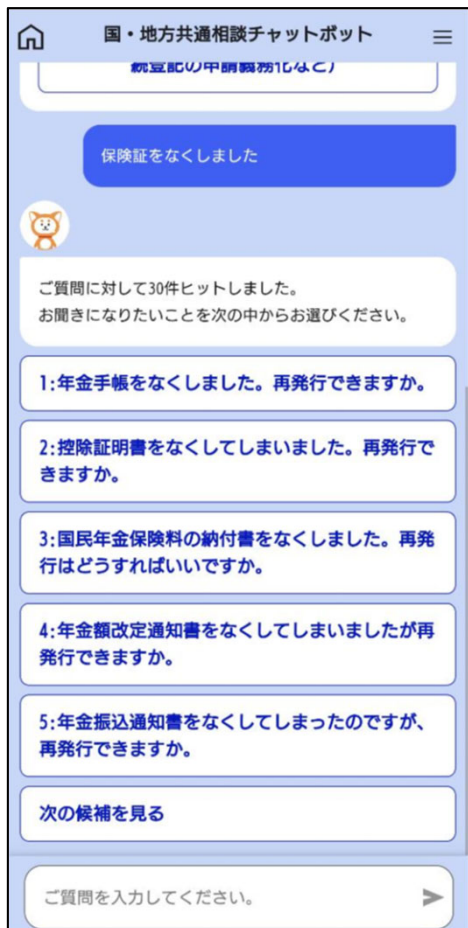 国・地方共通相談チャットボット
続登記の申請義務化など）
保険証をなくしました
ご質問に対して30件ヒットしました。
お聞きになりたいことを次の中からお選びください。
1:年金手帳をなくしました。再発行できますか。
2:控除証明書をなくしてしまいました。再発行で
きますか。
3:国民年金保険料の納付書をなくしました。再発
行はどうすればいいですか。
4:年金額改定通知書をなくしてしまいましたが再
発行できますか。
5:年金振込通知書をなくしてしまったのですが、
再発行できますか。
次の候補を見る
ご質問を入力してください。